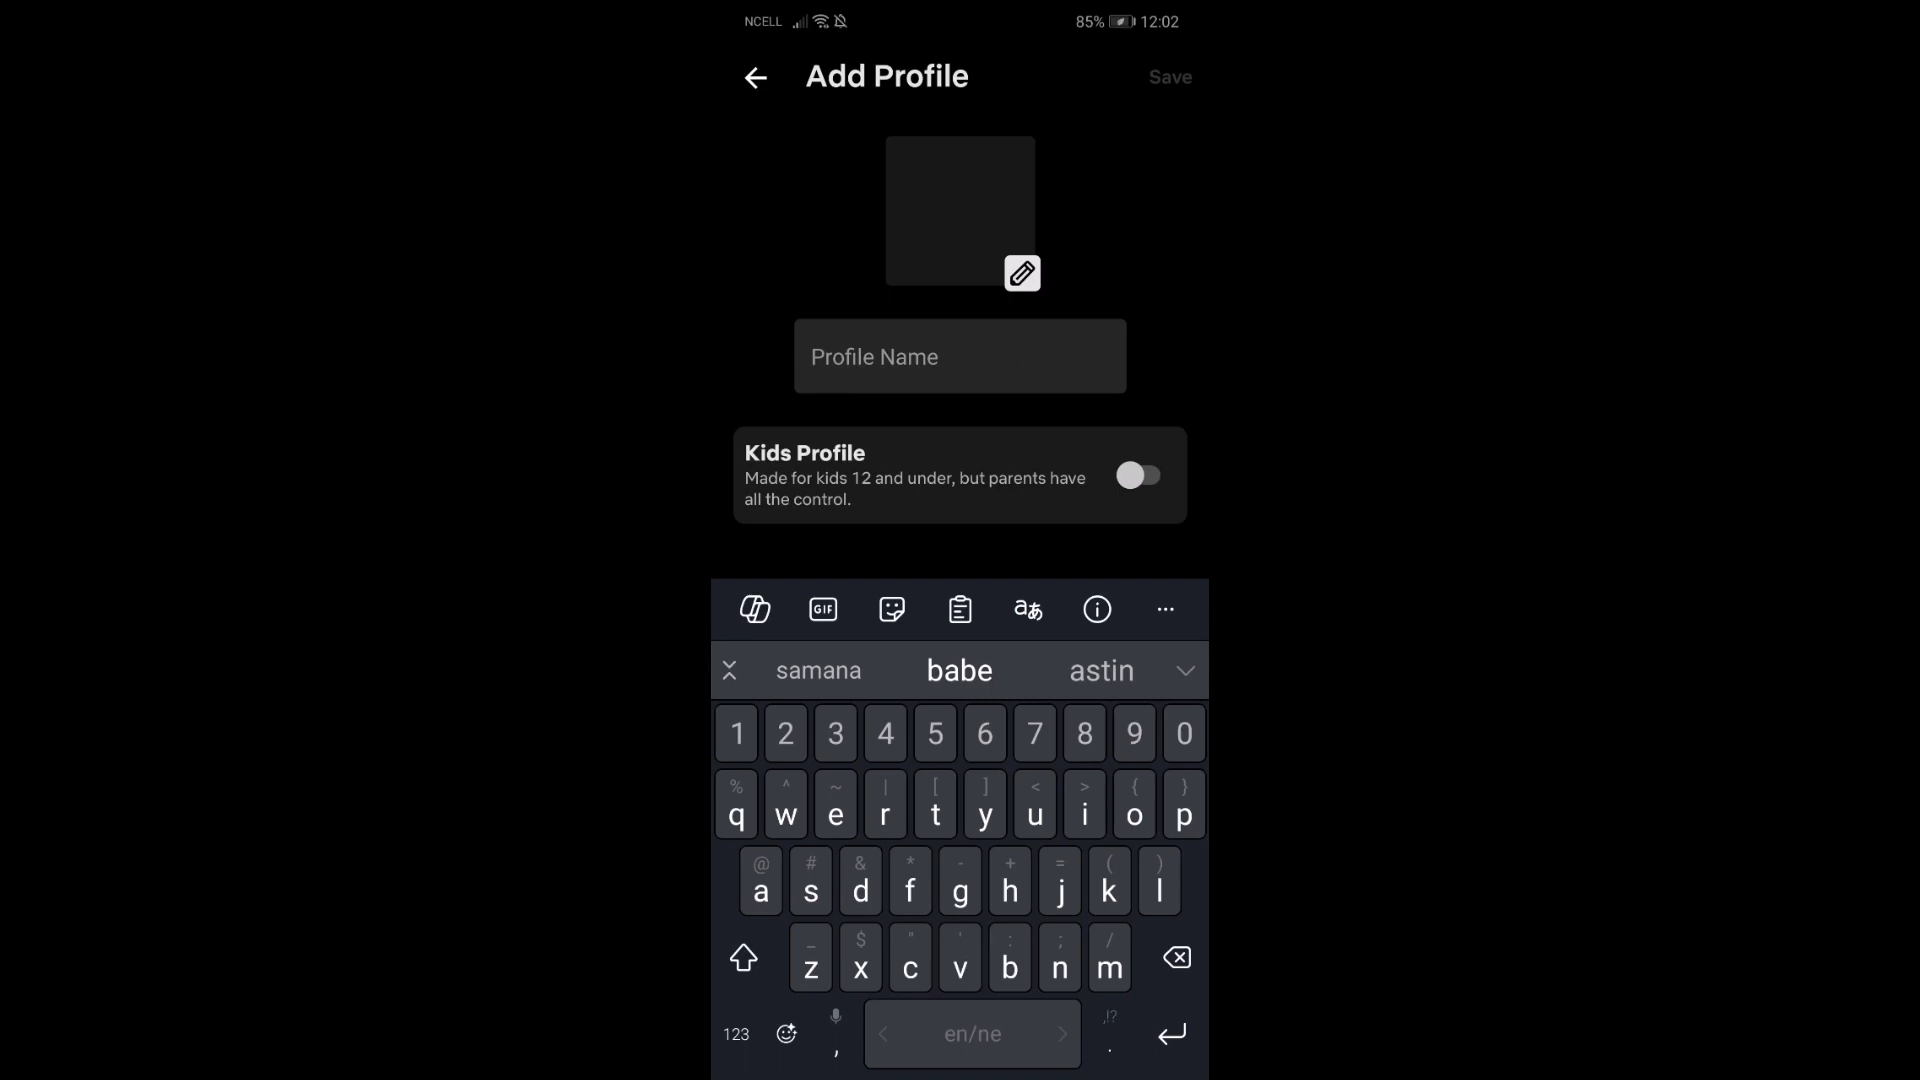 NCELL 85% 12:02
Add Profile Save
Profile Name
Kids Profile
Made for kids 12 and under, but parents have
all the control.
GIF aあ
samana babe astin
1 2 3 4 5 6 7 8 9 0
% ^ ~ | [ ] < > { }
q w e r t y u i o p
@ # & * - + = ( )
a s d f g h j k l
_ $ " ' : ; /
z x c v b n m
,!?
123 , en/ne .